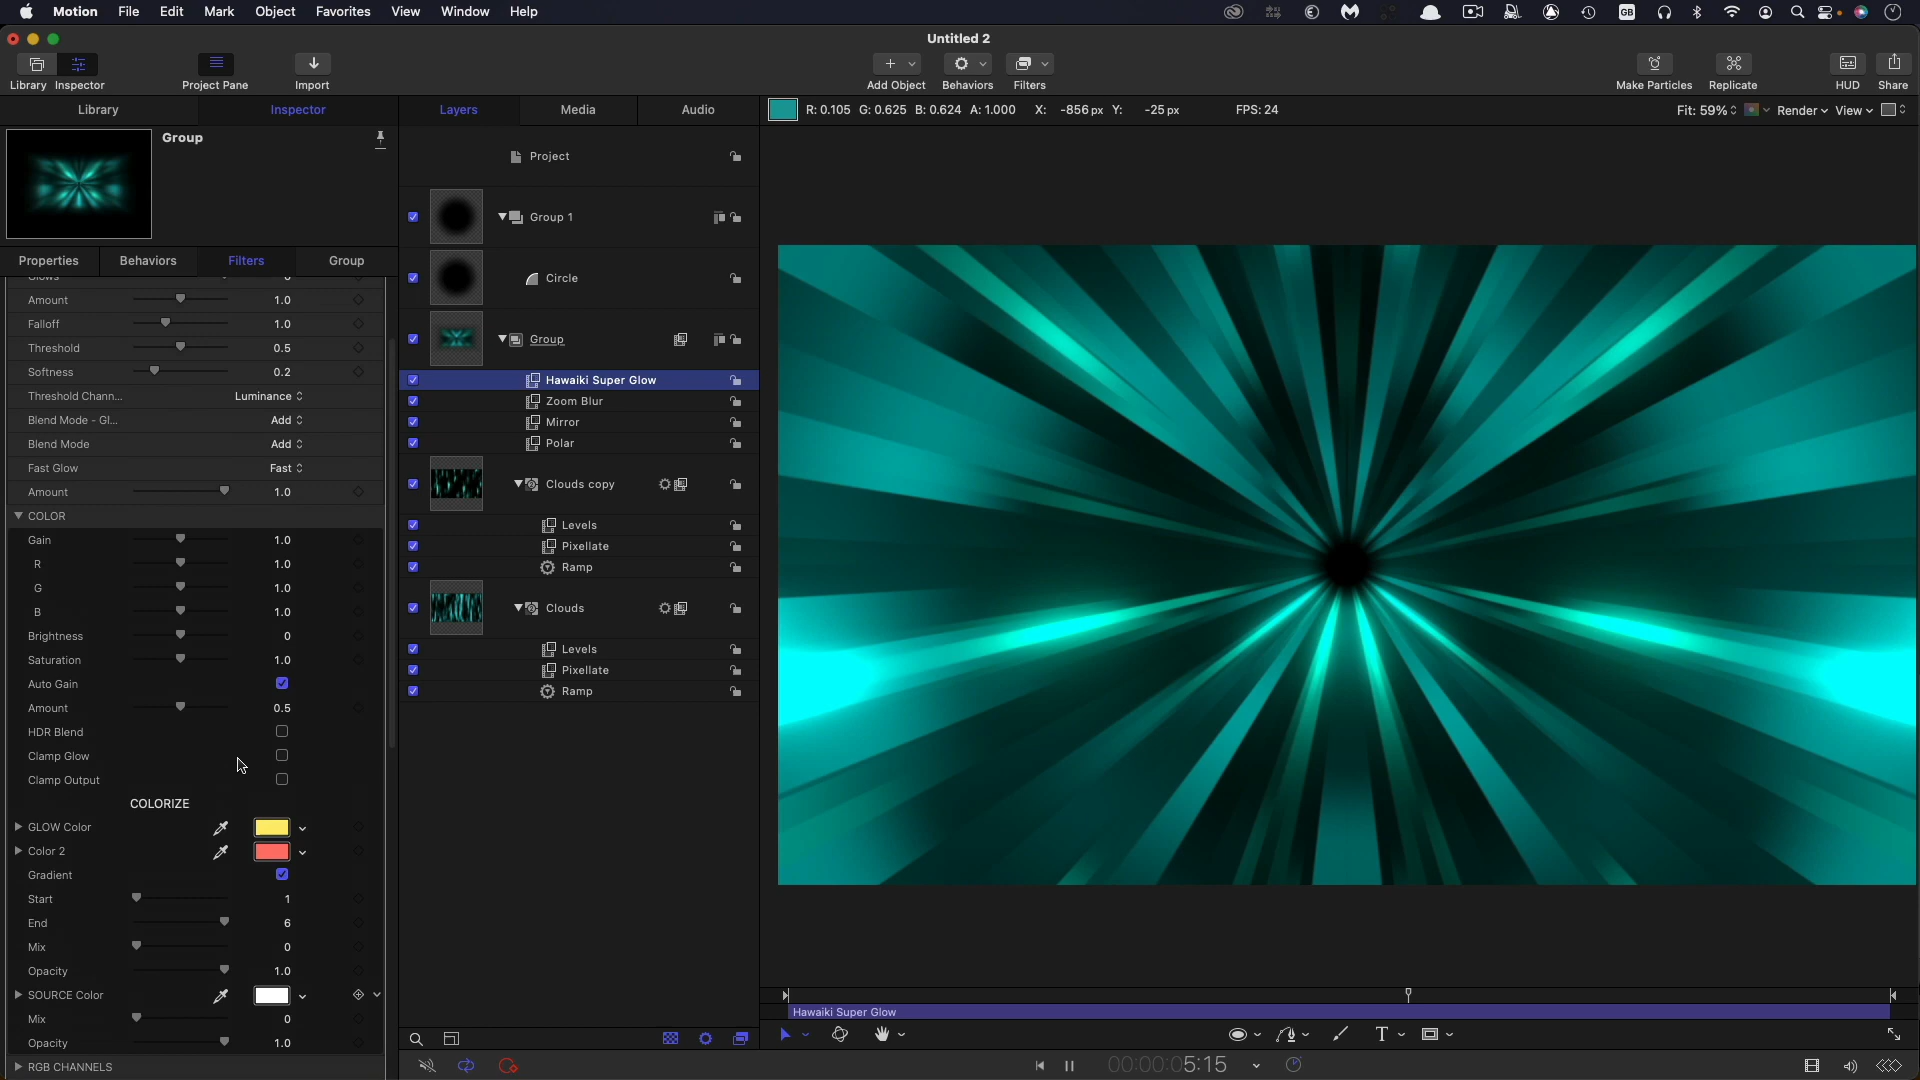 Motion File Edit Mark Object Favorites View Window Help
GB
Untitled 2
Library Inspector Project Pane Import Add Object Behaviors Filters Make Particles Replicate HUD Share
Library Inspector Layers Media Audio R: 0.105 G: 0.625 B: 0.624 A: 1.000 X: -856 px Y: -25 px FPS: 24 Fit: 59% Render View
Group
Properties Behaviors Filters Group
Amount 1.0
Falloff 1.0
Threshold 0.5
Softness 0.2
Threshold Chann... Luminance
Blend Mode - Gl... Add
Blend Mode Add
Fast Glow Fast
Amount 1.0
COLOR
Gain 1.0
R 1.0
G 1.0
B 1.0
Brightness 0
Saturation 1.0
Auto Gain
Amount 0.5
HDR Blend
Clamp Glow
Clamp Output
COLORIZE
GLOW Color
Color 2
Gradient
Start 1
End 6
Mix 0
Opacity 1.0
SOURCE Color
Mix 0
Opacity 1.0
RGB CHANNELS
Project
Group 1
Circle
Group
Hawaiki Super Glow
Zoom Blur
Mirror
Polar
Clouds copy
Levels
Pixellate
Ramp
Clouds
Levels
Pixellate
Ramp
Hawaiki Super Glow
T
00:00:05:15